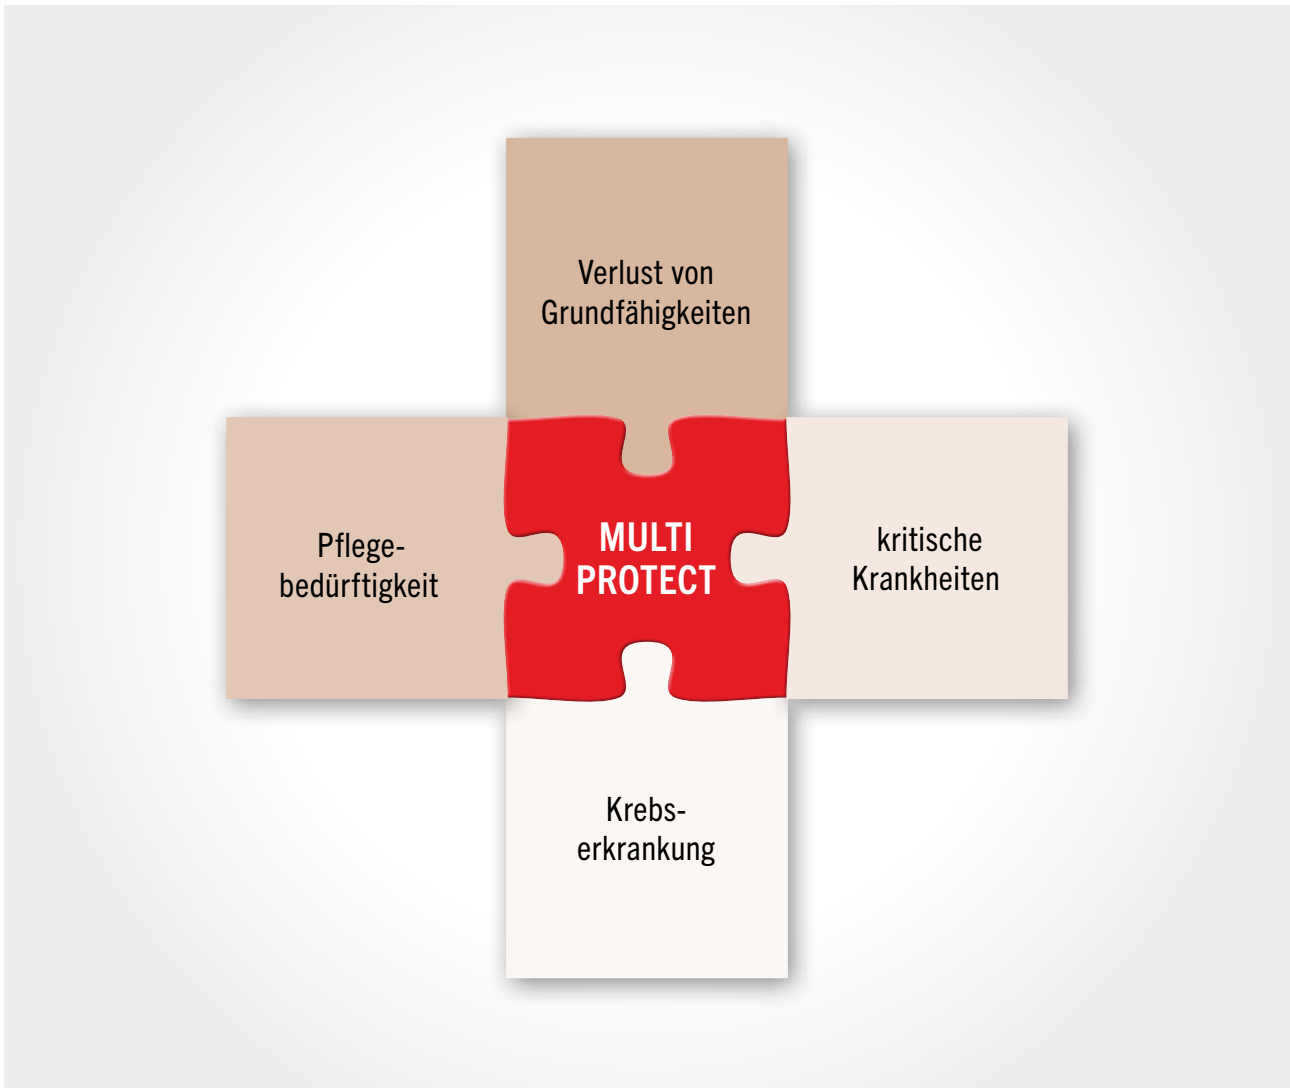 Verlust von
Grundfähigkeiten
Pflege-
bedürftigkeit
MULTI
PROTECT
kritische
Krankheiten
Krebs-
erkrankung